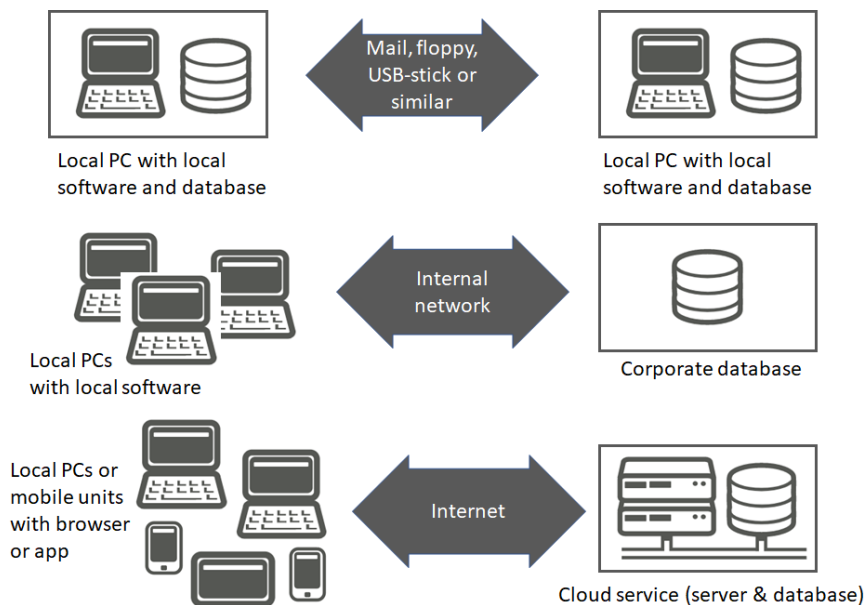 Mail, floppy,
USB-stick or
similar
Local PC with local
software and database
Local PC with local
software and database
Internal
network
Local PCs
with local software
Corporate database
Local PCs or
mobile units
with browser
or app
Internet
Cloud service (server & database)